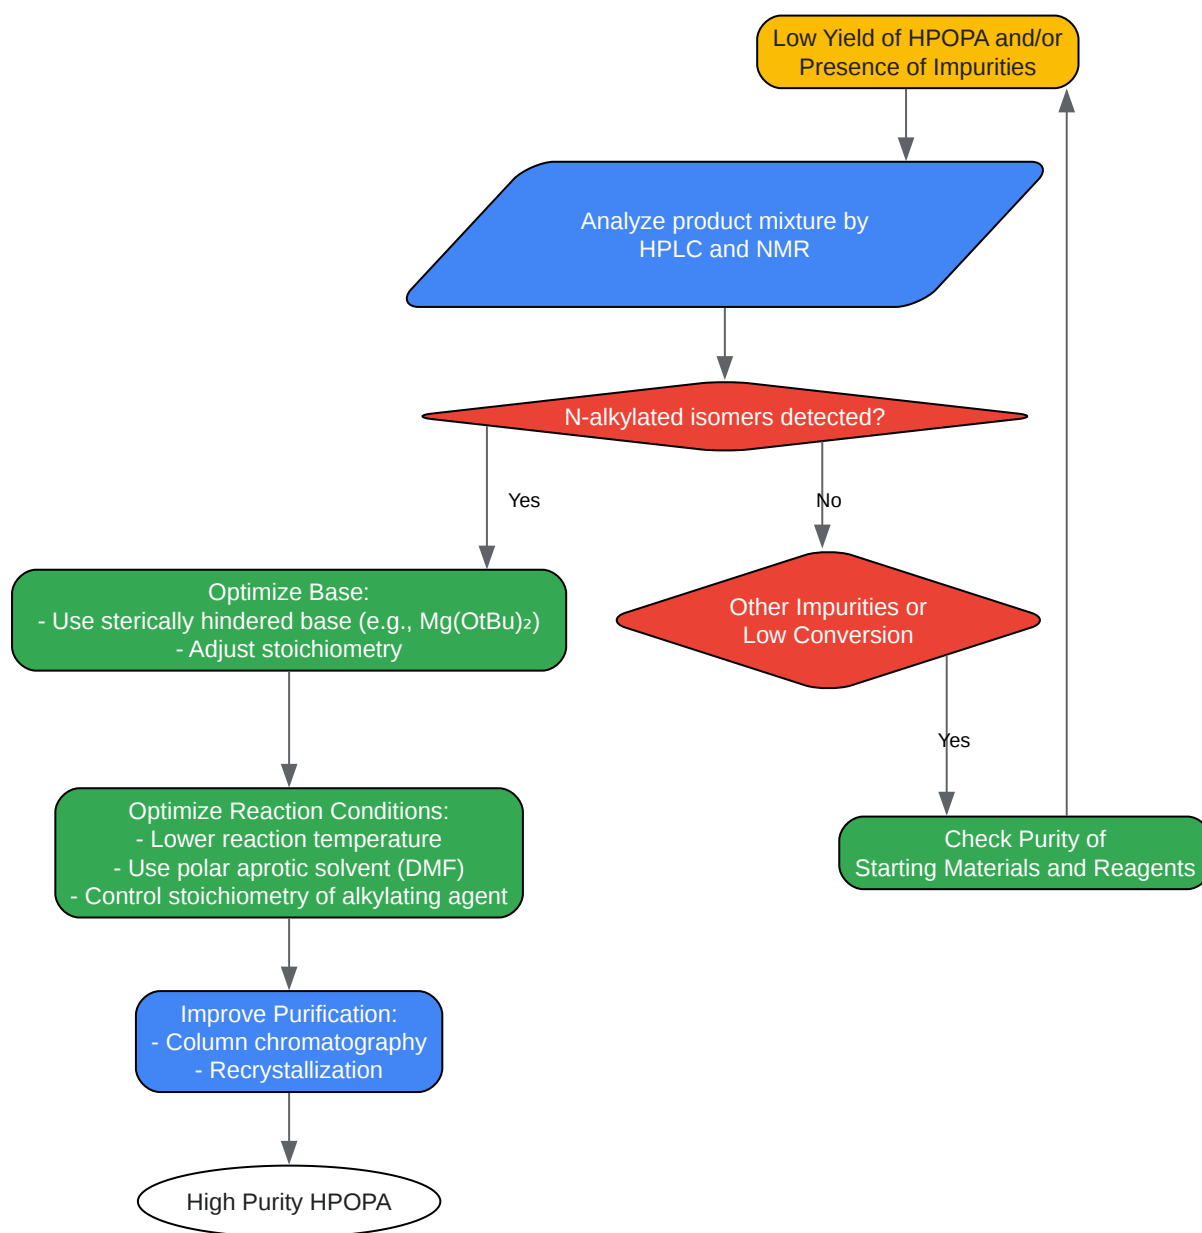 Low Yield of HPOPA and/or
Presence of Impurities
Analyze product mixture by
HPLC and NMR
N-alkylated isomers detected?
Yes
No
Optimize Base:
- Use sterically hindered base (e.g., Mg(OtBu)₂)
- Adjust stoichiometry
Other Impurities or
Low Conversion
Yes
Optimize Reaction Conditions:
- Lower reaction temperature
- Use polar aprotic solvent (DMF)
- Control stoichiometry of alkylating agent
Check Purity of
Starting Materials and Reagents
Improve Purification:
- Column chromatography
- Recrystallization
High Purity HPOPA